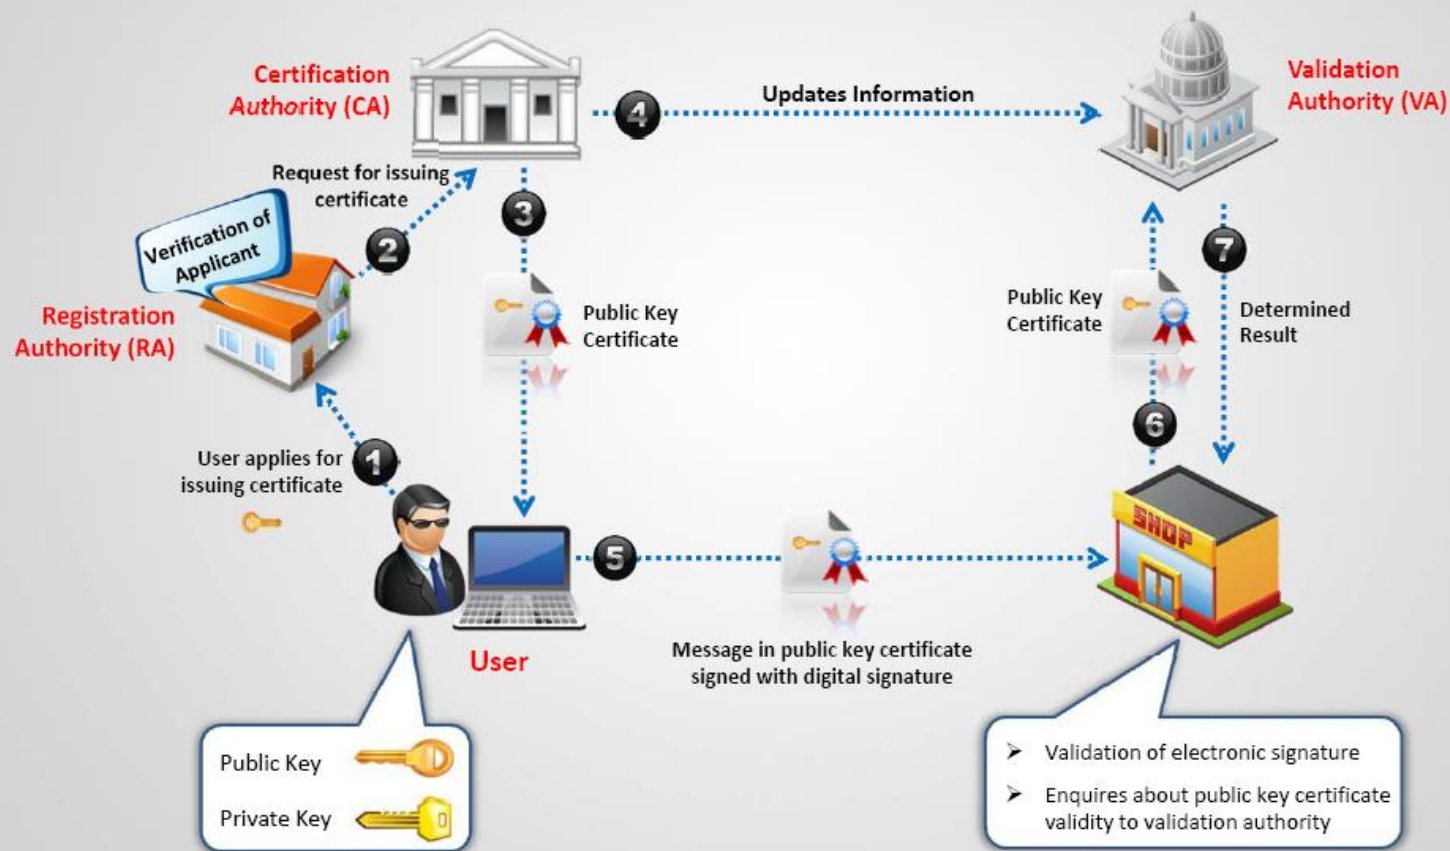 Certification
Authority (CA)
4
Updates Information
Validation
Authority (VA)
Request for issuing
certificate
2
3
Verification of
Applicant
Registration
Authority (RA)
Public Key
Certificate
Public Key
Certificate
7
Determined
Result
6
1
User applies for
issuing certificate
5
SHOP
User
Message in public key certificate
signed with digital signature
Public Key
Private Key
➤ Validation of electronic signature
➤ Enquires about public key certificate
validity to validation authority